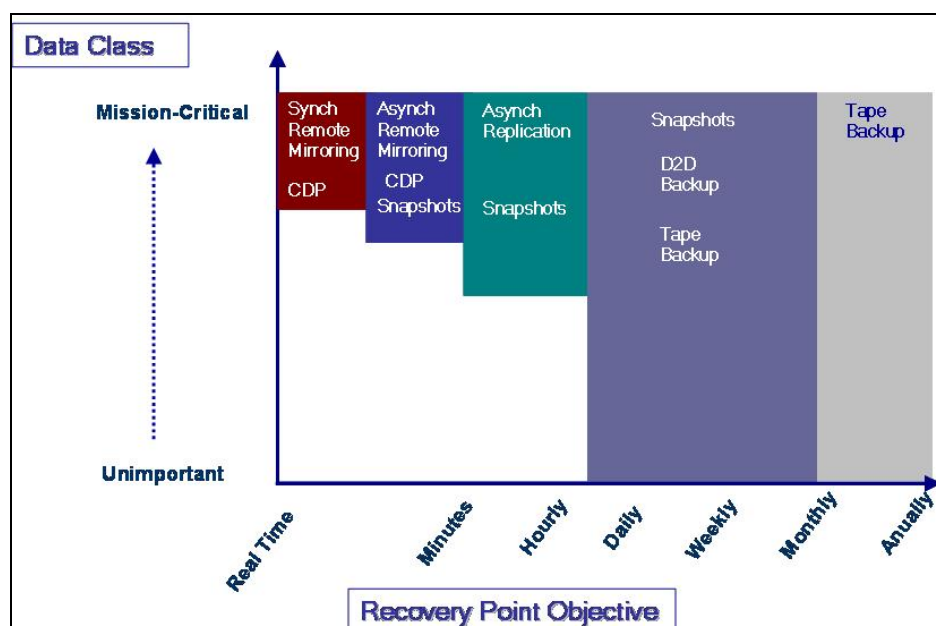 Data Class
Mission-Critical
Unimportant
Synch
Remote
Mirroring
CDP
Asynch
Remote
Mirroring
CDP
Snapshots
Asynch
Replication
Snapshots
Snapshots
D2D
Backup
Tape
Backup
Tape
Backup
Real Time
Minutes
Hourly
Daily
Weekly
Monthly
Anually
Recovery Point Objective